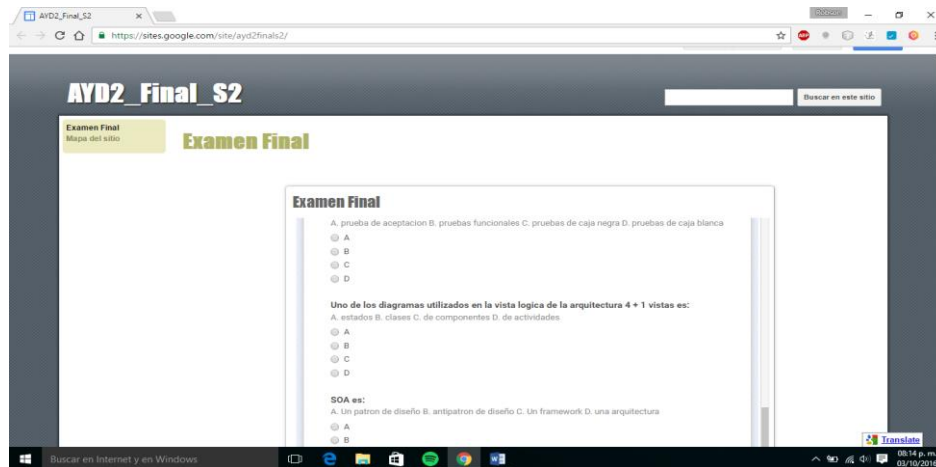 AYD2_Final_S2
https://sites.google.com/site/ayd2finals2/
AYD2_Final_S2
Buscar en este sitio
Examen Final
Mapa del sitio
Examen Final
Examen Final
A. prueba de aceptacion B. pruebas funcionales C. pruebas de caja negra D. pruebas de caja blanca
A
B
C
D
Uno de los diagramas utilizados en la vista logica de la arquitectura 4 + 1 vistas es:
A. estados B. clases C. de componentes D. de actividades
A
B
C
D
SOA es:
A. Un patron de diseño B. antipatron de diseño C. Un framework D. una arquitectura
A
B
Translate
Buscar en Internet y en Windows
08:14 p. m.
03/10/2016